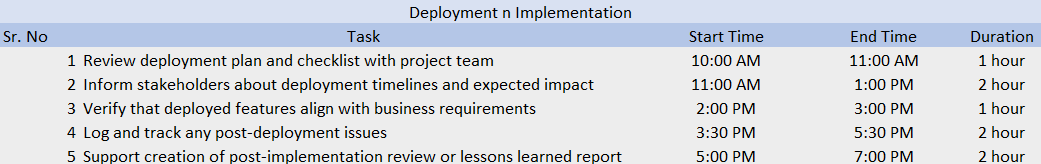 Deployment n Implementation
Sr. No Task Start Time End Time Duration
1 Review deployment plan and checklist with project team 10:00 AM 11:00 AM 1 hour
2 Inform stakeholders about deployment timelines and expected impact 11:00 AM 1:00 PM 2 hour
3 Verify that deployed features align with business requirements 2:00 PM 3:00 PM 1 hour
4 Log and track any post-deployment issues 3:30 PM 5:30 PM 2 hour
5 Support creation of post-implementation review or lessons learned report 5:00 PM 7:00 PM 2 hour